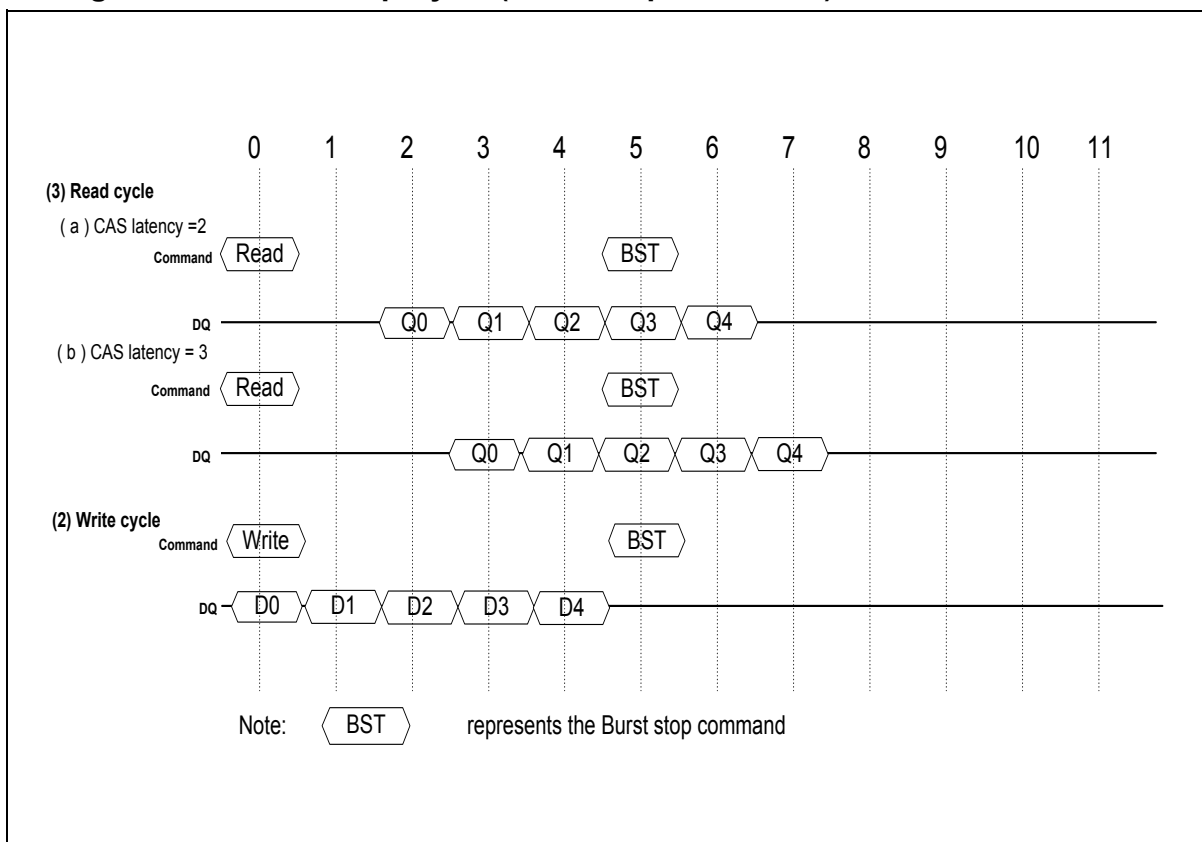 0 1 2 3 4 5 6 7 8 9 10 11
(3) Read cycle
( a ) CAS latency =2
Command Read BST
DQ Q0 Q1 Q2 Q3 Q4
( b ) CAS latency = 3
Command Read BST
DQ Q0 Q1 Q2 Q3 Q4
(2) Write cycle
Command Write BST
DQ D0 D1 D2 D3 D4
Note: BST represents the Burst stop command